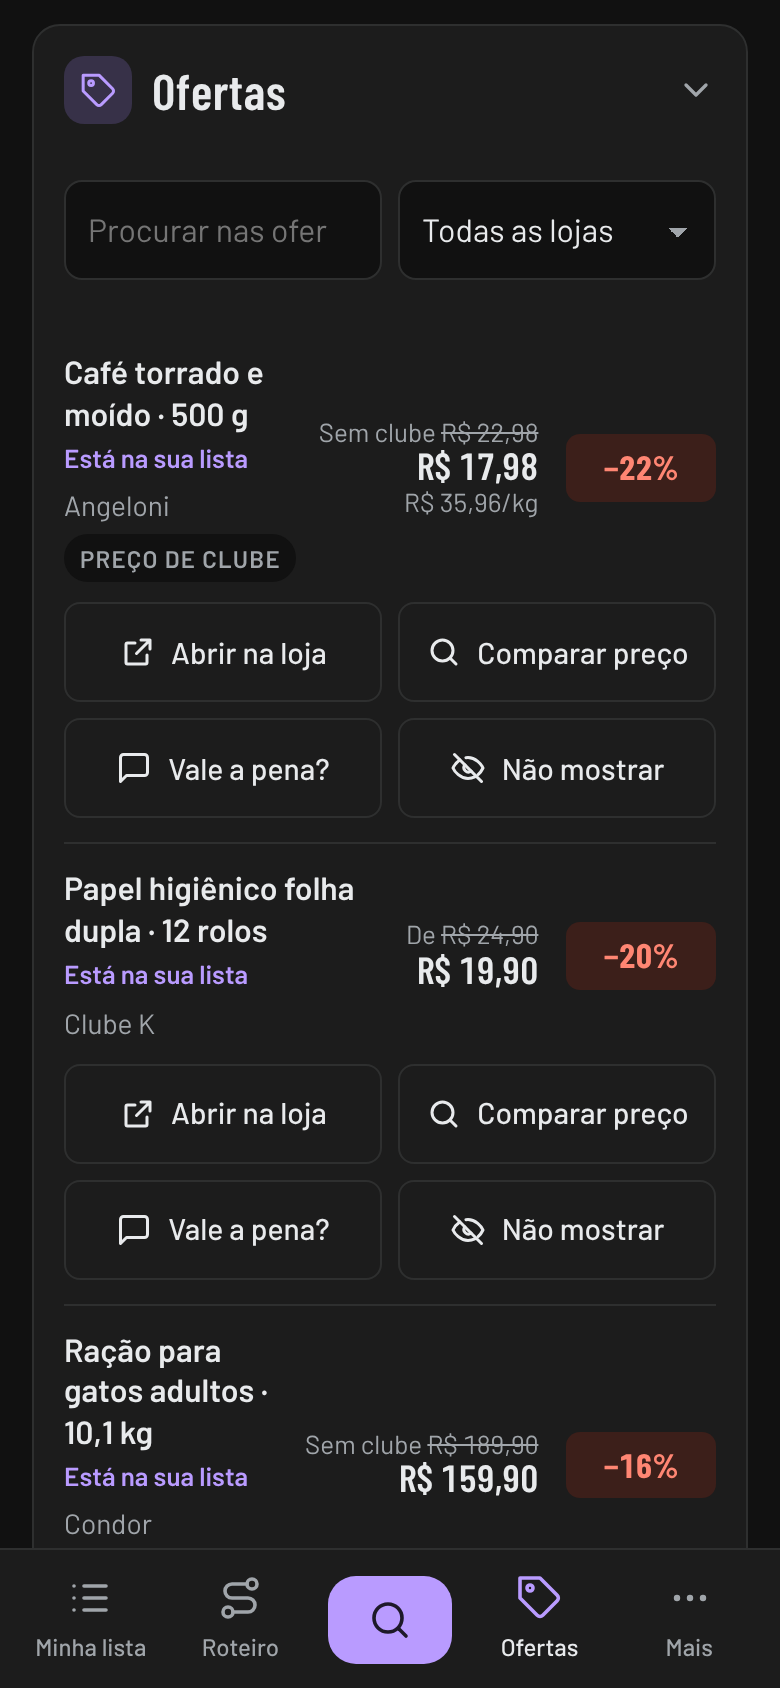 Ofertas
Procurar nas ofer
Todas as lojas
Café torrado e
moído · 500 g
Está na sua lista
Angeloni
PREÇO DE CLUBE
Sem clube R$ 22,98
R$ 17,98
R$ 35,96/kg
−22%
Abrir na loja
Comparar preço
Vale a pena?
Não mostrar
Papel higiênico folha
dupla · 12 rolos
Está na sua lista
Clube K
De R$ 24,90
R$ 19,90
−20%
Abrir na loja
Comparar preço
Vale a pena?
Não mostrar
Ração para
gatos adultos ·
10,1 kg
Está na sua lista
Condor
Sem clube R$ 189,90
R$ 159,90
−16%
Minha lista
Roteiro
Ofertas
Mais